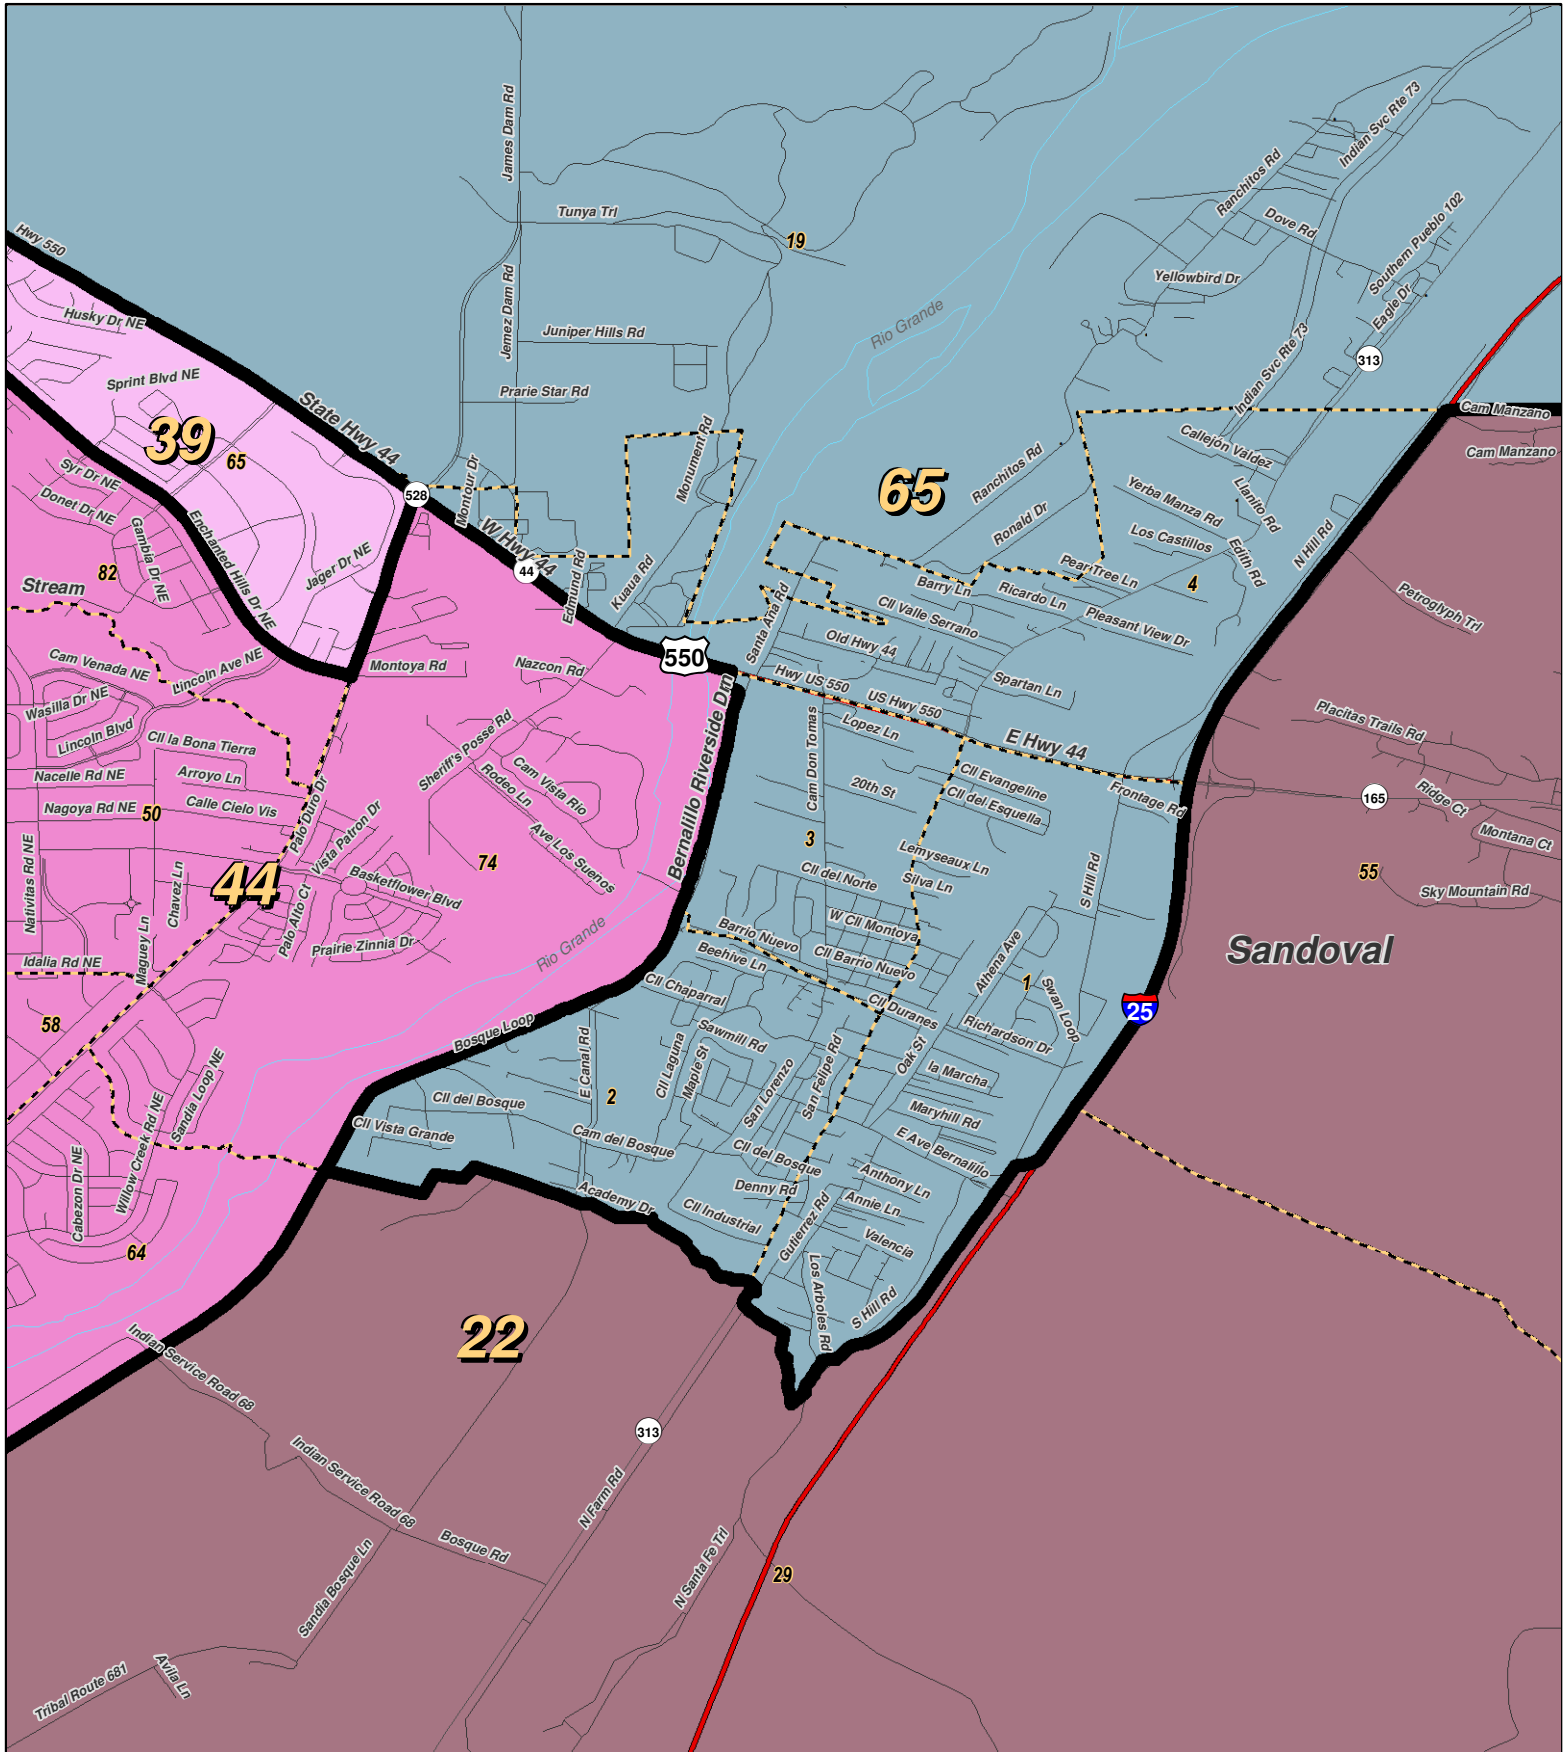 James Dam Rd
Indian Svc Rte 73
Ranchitos Rd
Tunya Trl
19
Dove Rd
Southern Pueblo 102
Hwy 550
Yellowbird Dr
Eagle Dr
Jemez Dam Rd
Husky Dr NE
Juniper Hills Rd
Rio Grande
Indian Svc Rte 73
313
Sprint Blvd NE
Prarie Star Rd
State Hwy 44
Cam Manzano
39
65
Monument Rd
Callejón Valdez
Cam Manzano
Syr Dr NE
Montour Dr
Ranchitos Rd
65
Llanito Rd
528
Donet Dr NE
Yerba Manza Rd
Gambia Dr NE
Enchanted Hills Dr NE
W Hwy 44
Ronald Dr
Los Castillos
N Hill Rd
Jager Dr NE
44
Edith Rd
82
Edmund Rd
Kuaua Rd
Pear Tree Ln
4
Stream
Barry Ln
Ricardo Ln
Petroglyph Trl
Cll Valle Serrano
Pleasant View Dr
Santa Ana Rd
Old Hwy 44
550
Cam Venada NE
Lincoln Ave NE
Montoya Rd
Nazcon Rd
Hwy US 550
Spartan Ln
Wasilla Dr NE
US Hwy 550
Bernalillo Riverside Drn
Placitas Trails Rd
Lincoln Blvd
Cll la Bona Tierra
Sheriff's Posse Rd
Lopez Ln
E Hwy 44
Cam Don Tomas
Nacelle Rd NE
Arroyo Ln
Rodeo Ln
Cam Vista Rio
20th St
Cll Evangeline
Nagoya Rd NE
50
Calle Cielo Vis
Palo Duro Dr
Cll del Esquella
Frontage Rd
165
Ridge Ct
Vista Patron Dr
3
Montana Ct
Nativitas Rd NE
Chavez Ln
74
Ave Los Suenos
Lemyseaux Ln
44
Basketflower Blvd
Cll del Norte
Silva Ln
S Hill Rd
55
Sky Mountain Rd
Palo Alto Ct
W Cll Montoya
Maguey Ln
Prairie Zinnia Dr
Rio Grande
Barrio Nuevo
Athena Ave
Sandoval
Idalia Rd NE
Beehive Ln
Cll Barrio Nuevo
1
Cll Chaparral
Swan Loop
25
58
Bosque Loop
Cll Duranes
Sawmill Rd
Richardson Dr
Sandia Loop NE
E Canal Rd
Cll Laguna
Maple St
San Lorenzo
San Felipe Rd
Oak St
la Marcha
Willow Creek Rd NE
Cll del Bosque
2
Maryhill Rd
Cll Vista Grande
Cam del Bosque
Cll del Bosque
E Ave Bernalillo
Cabezon Dr NE
Denny Rd
Anthony Ln
Academy Dr
Annie Ln
Cll Industrial
Gutierrez Rd
Valencia
64
Los Arboles Rd
S Hill Rd
22
Indian Service Road 68
313
Indian Service Road 68
N Farm Rd
Bosque Rd
N Santa Fe Trl
29
Sandia Bosque Ln
Tribal Route 681
Avila Ln